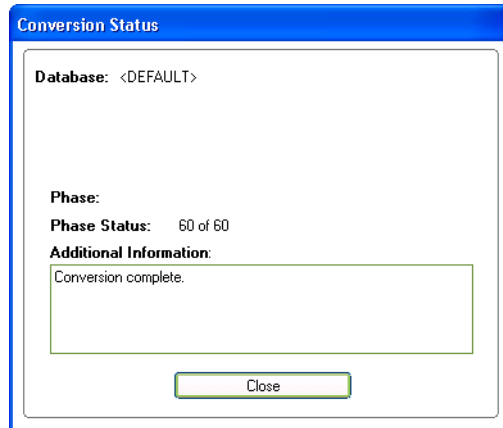 Conversion Status
Database: <DEFAULT>
Phase:
Phase Status: 60 of 60
Additional Information:
Conversion complete.
Close